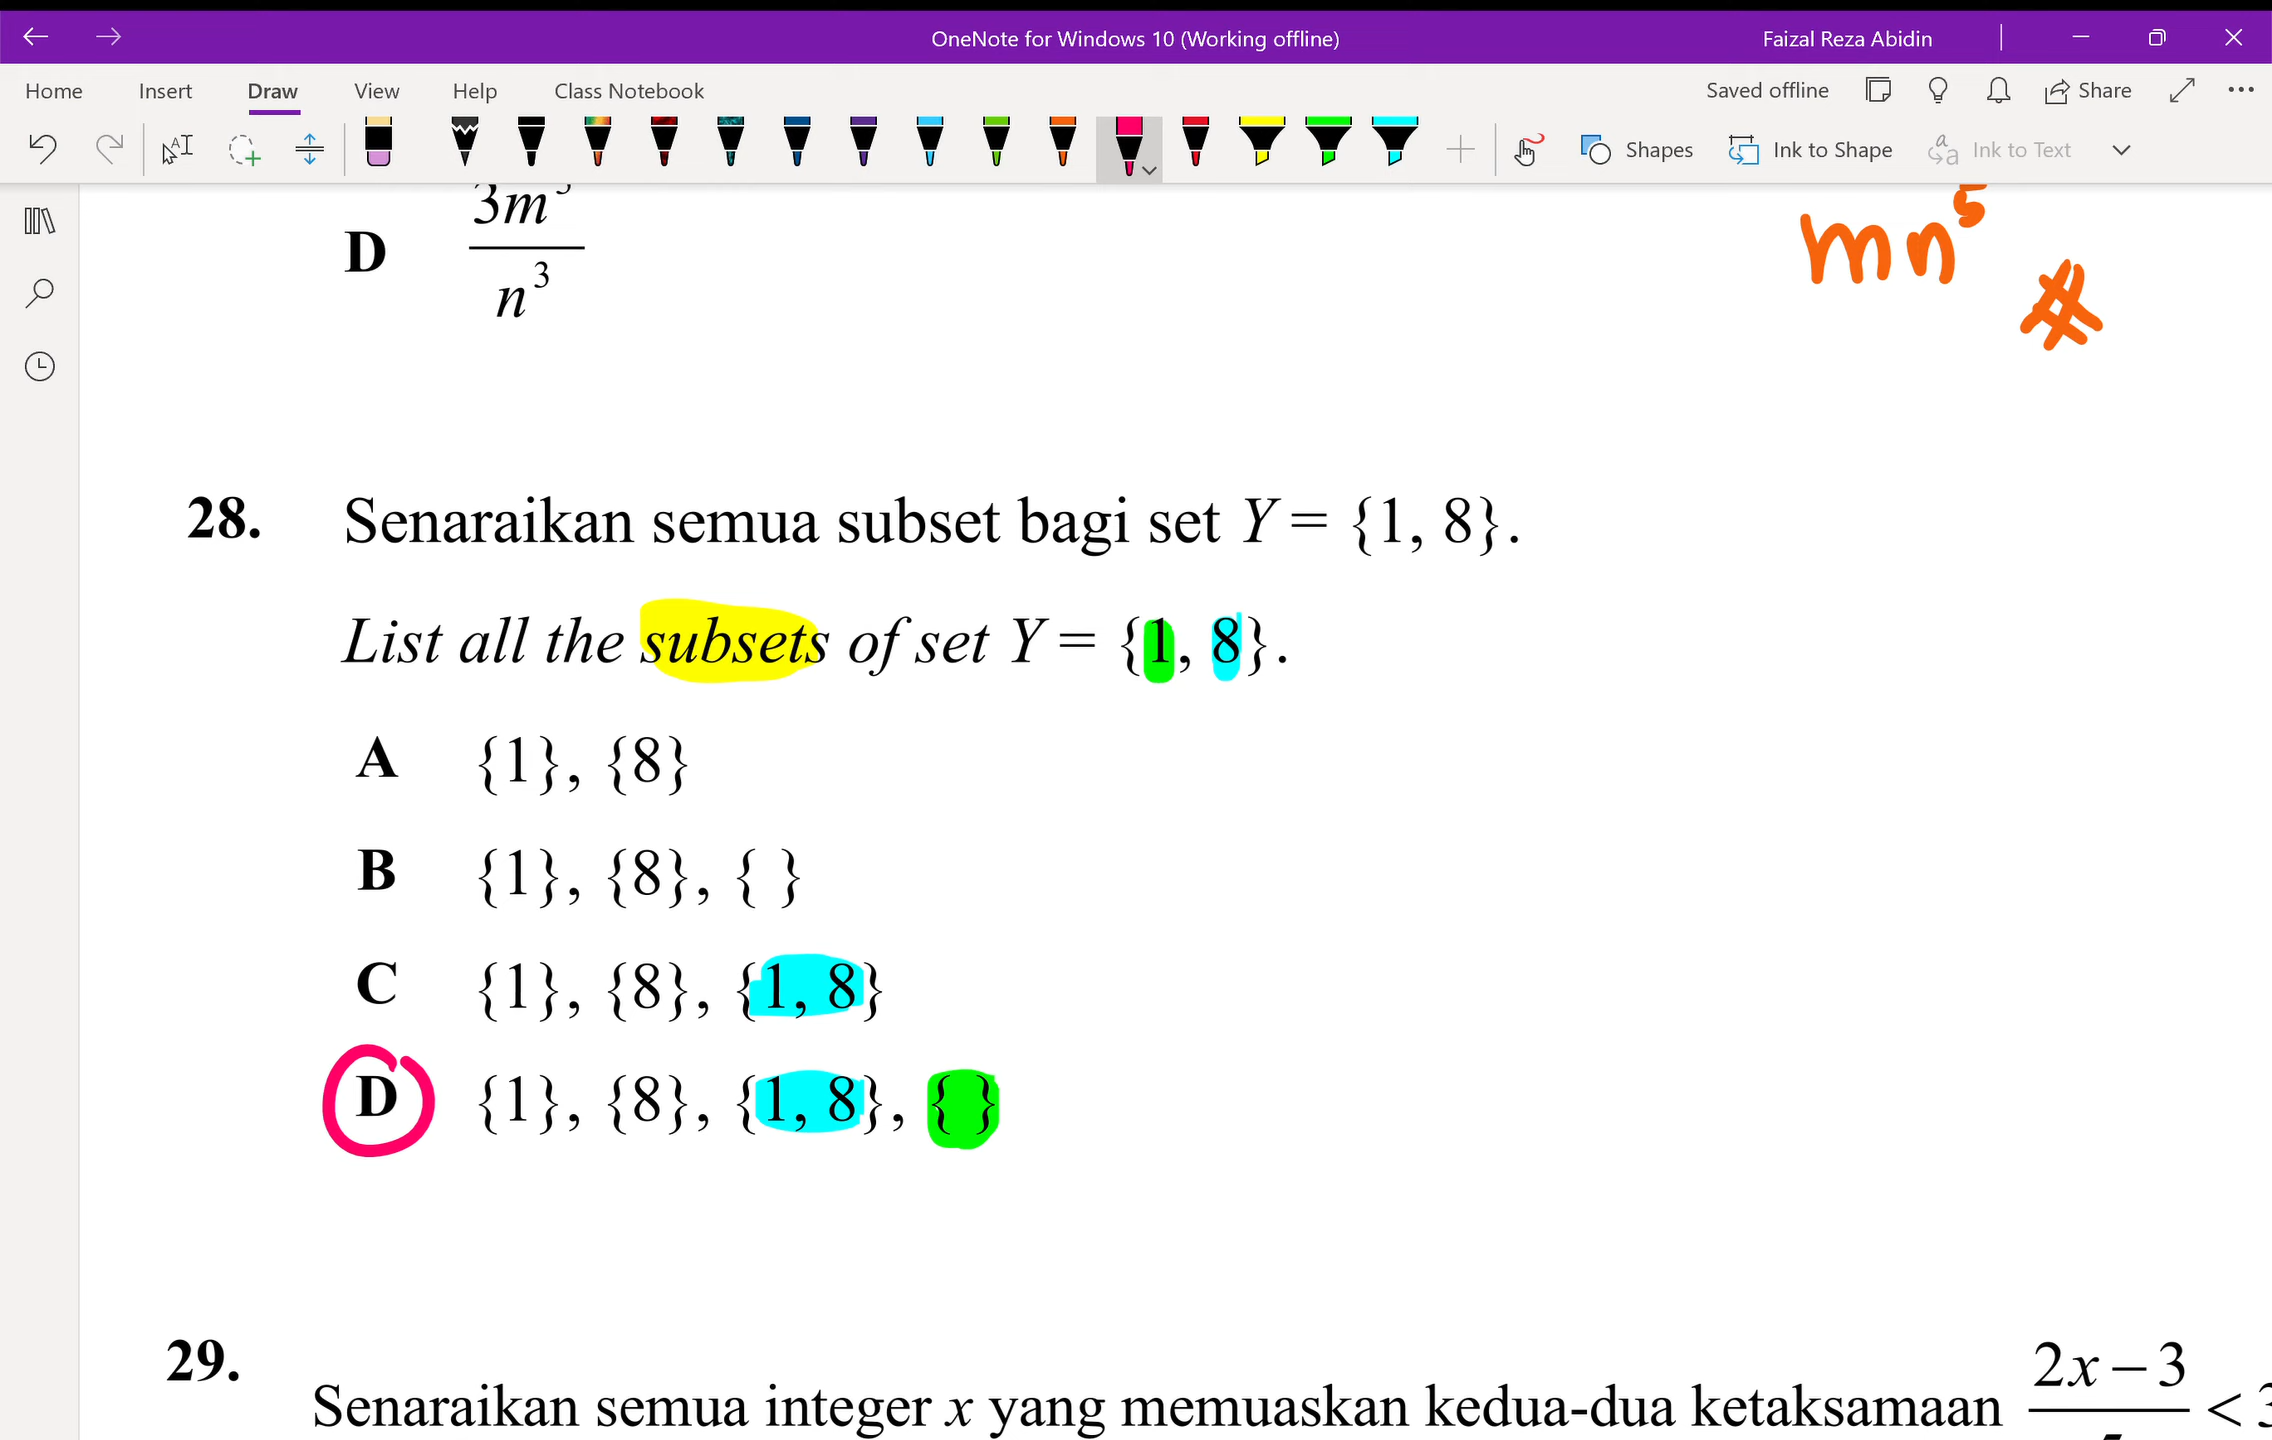 OneNote for Windows 10 (Working offline)
Faizal Reza Abidin
Home Insert Draw View Help Class Notebook
Saved offline Share
Shapes Ink to Shape Ink to Text
D 3m
n³
mn⁵
#
28. Senaraikan semua subset bagi set Y = {1, 8}.
List all the subsets of set Y = {1, 8}.
A {1}, {8}
B {1}, {8}, { }
C {1}, {8}, {1, 8}
D {1}, {8}, {1, 8}, { }
29.
2x – 3
Senaraikan semua integer x yang memuaskan kedua-dua ketaksamaan <